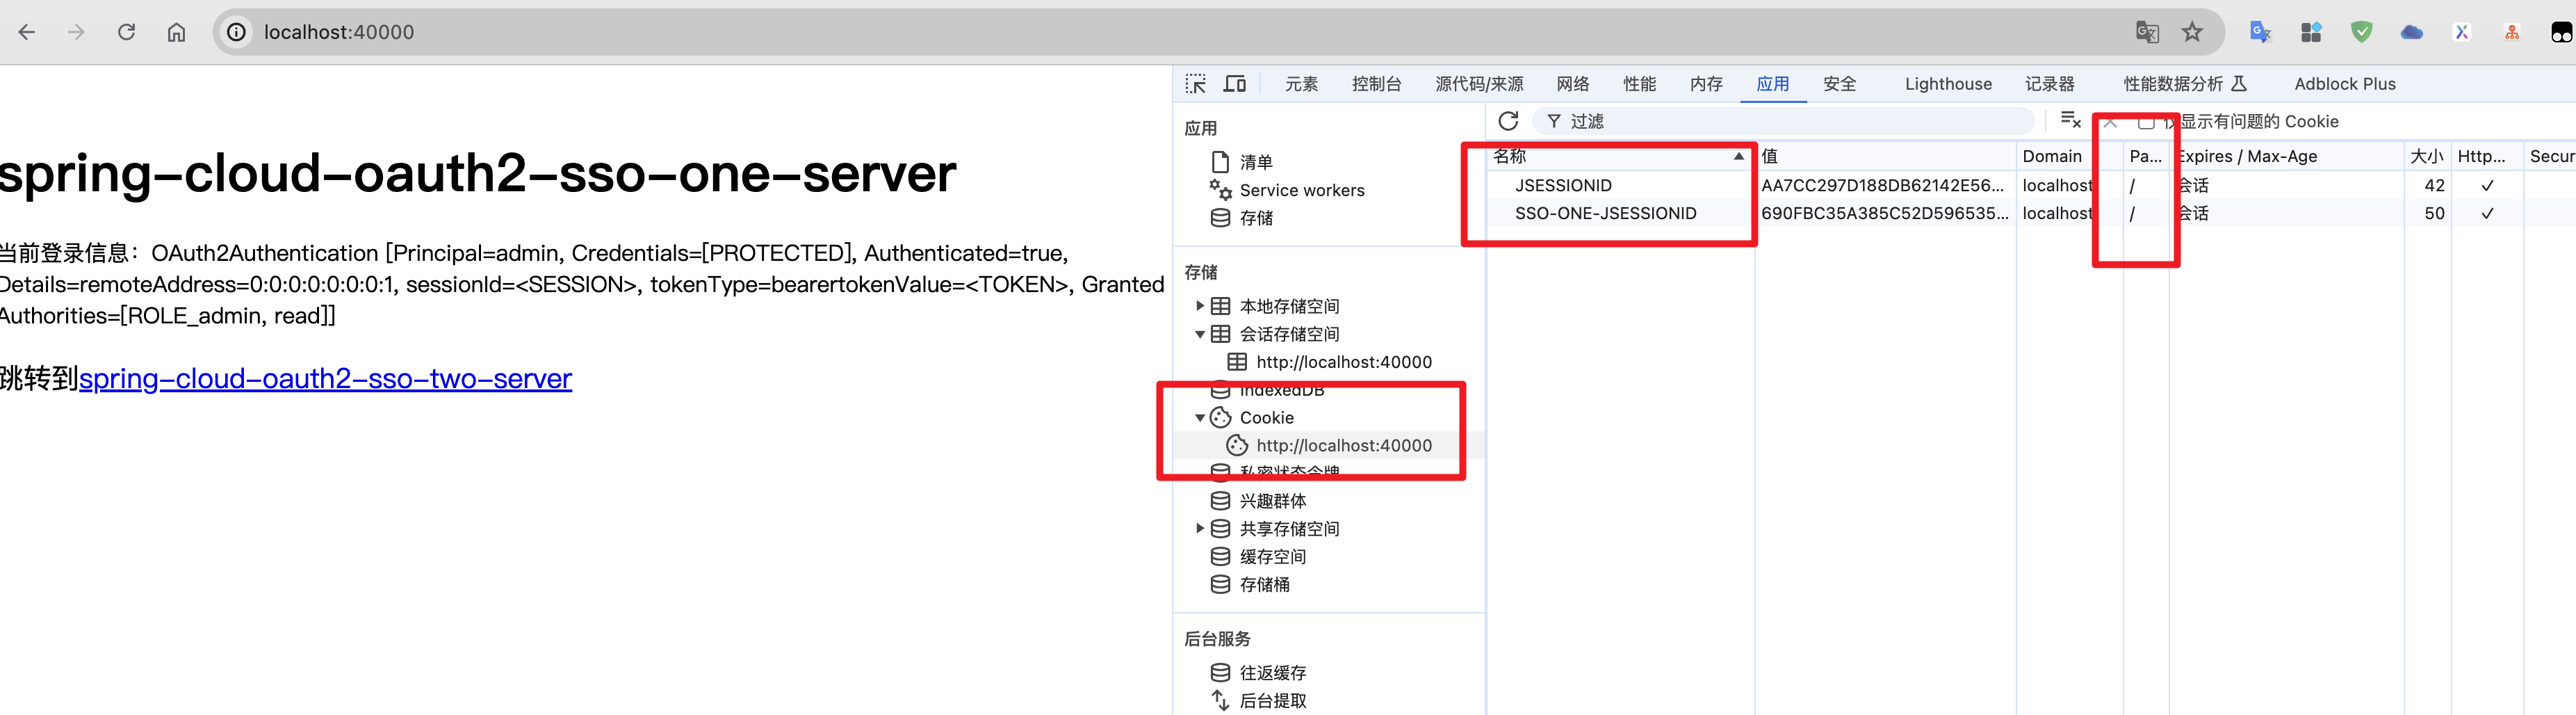 localhost:40000
元素 控制台 源代码/来源 网络 性能 内存 应用 安全 Lighthouse 记录器 性能数据分析 Adblock Plus
spring-cloud-oauth2-sso-one-server
当前登录信息：OAuth2Authentication [Principal=admin, Credentials=[PROTECTED], Authenticated=true,
Details=remoteAddress=0:0:0:0:0:0:0:1, sessionId=<SESSION>, tokenType=bearertokenValue=<TOKEN>, Granted
Authorities=[ROLE_admin, read]]
跳转到spring-cloud-oauth2-sso-two-server
应用
清单
Service workers
存储
存储
本地存储空间
会话存储空间
http://localhost:40000
IndexedDB
Cookie
http://localhost:40000
私密状态令牌
兴趣群体
共享存储空间
缓存空间
存储桶
后台服务
往返缓存
后台提取
过滤 仅显示有问题的 Cookie
名称 值 Domain Pa... Expires / Max-Age 大小 Http... Secur
JSESSIONID AA7CC297D188DB62142E56... localhost / 会话 42 ✓
SSO-ONE-JSESSIONID 690FBC35A385C52D596535... localhost / 会话 50 ✓